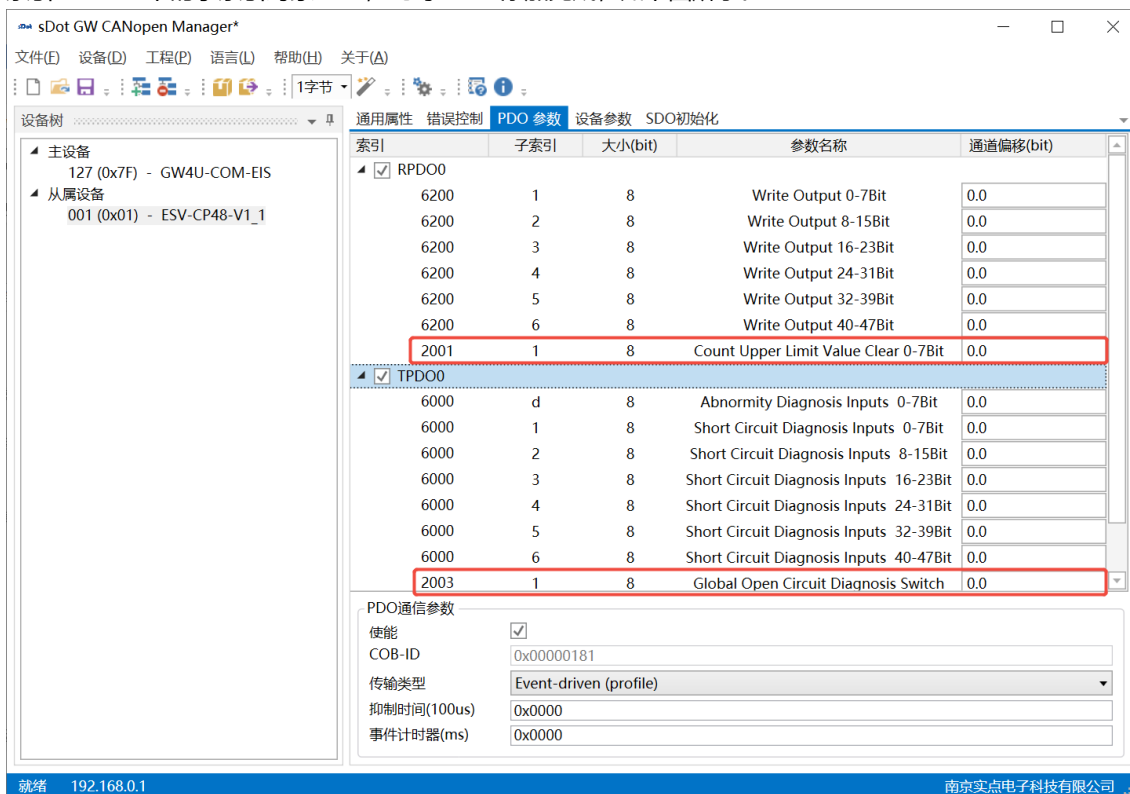 sDot GW CANopen Manager*
文件(F) 设备(D) 工程(P) 语言(L) 帮助(H) 关于(A)
1字节
设备树
通用属性 错误控制 PDO 参数 设备参数 SDO初始化
主设备
127 (0x7F) - GW4U-COM-EIS
从属设备
001 (0x01) - ESV-CP48-V1_1
索引 子索引 大小(bit) 参数名称 通道偏移(bit)
RPDO0
6200 1 8 Write Output 0-7Bit 0.0
6200 2 8 Write Output 8-15Bit 0.0
6200 3 8 Write Output 16-23Bit 0.0
6200 4 8 Write Output 24-31Bit 0.0
6200 5 8 Write Output 32-39Bit 0.0
6200 6 8 Write Output 40-47Bit 0.0
2001 1 8 Count Upper Limit Value Clear 0-7Bit 0.0
TPDO0
6000 d 8 Abnormity Diagnosis Inputs 0-7Bit 0.0
6000 1 8 Short Circuit Diagnosis Inputs 0-7Bit 0.0
6000 2 8 Short Circuit Diagnosis Inputs 8-15Bit 0.0
6000 3 8 Short Circuit Diagnosis Inputs 16-23Bit 0.0
6000 4 8 Short Circuit Diagnosis Inputs 24-31Bit 0.0
6000 5 8 Short Circuit Diagnosis Inputs 32-39Bit 0.0
6000 6 8 Short Circuit Diagnosis Inputs 40-47Bit 0.0
2003 1 8 Global Open Circuit Diagnosis Switch 0.0
PDO通信参数
使能
COB-ID 0x00000181
传输类型 Event-driven (profile)
抑制时间(100us) 0x0000
事件计时器(ms) 0x0000
就绪 192.168.0.1 南京实点电子科技有限公司